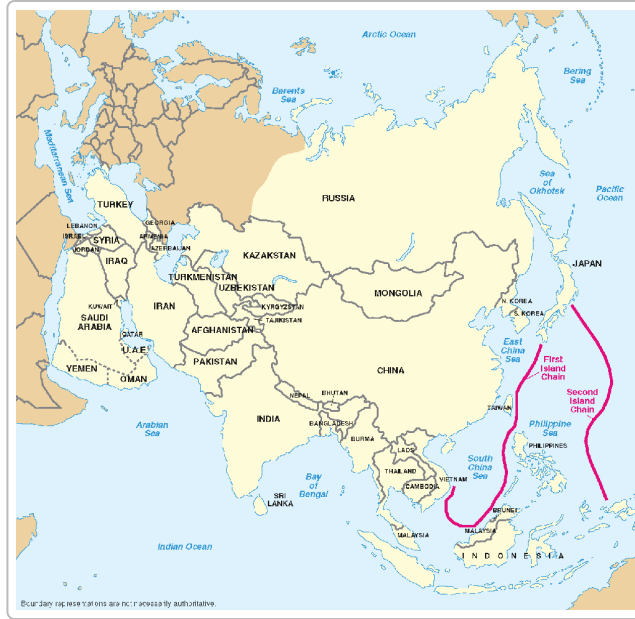 Arctic Ocean
Bering
Sea
Barents
Sea
Mediterranean Sea
Sea
of
Okhotsk
Pacific
Ocean
RUSSIA
TURKEY
GEORGIA
LEBANON
ARMENIA
ISRAEL
SYRIA
AZERBAIJAN
JORDAN
IRAQ
KAZAKSTAN
JAPAN
TURKMENISTAN
UZBEKISTAN
MONGOLIA
N. KOREA
KUWAIT
IRAN
KYRGYZSTAN
S. KOREA
SAUDI
ARABIA
TAJIKISTAN
QATAR
AFGHANISTAN
U.A.E.
East
China
Sea
PAKISTAN
YEMEN
OMAN
CHINA
First
Island
Chain
Second
Island
Chain
NEPAL
BHUTAN
TAIWAN
INDIA
BANGLADESH
Arabian
Sea
Philippine
Sea
BURMA
PHILIPPINES
LAOS
South
China
Sea
THAILAND
VIETNAM
Bay
of
Bengal
CAMBODIA
SRI
LANKA
BRUNEI
MALAYSIA
MALAYSIA
Indian Ocean
INDONESIA
Boundary representations are not necessarily authoritative.